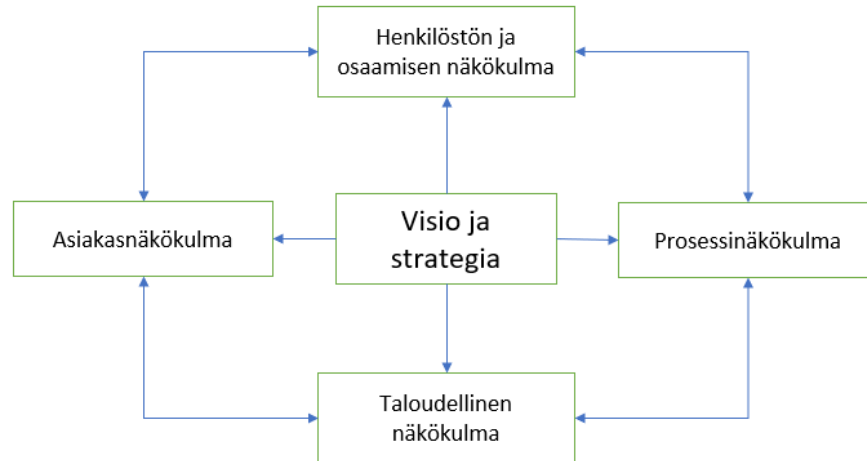 Henkilöstön ja
osaamisen näkökulma
Asiakasnäkökulma
Visio ja
strategia
Prosessinäkökulma
Taloudellinen
näkökulma